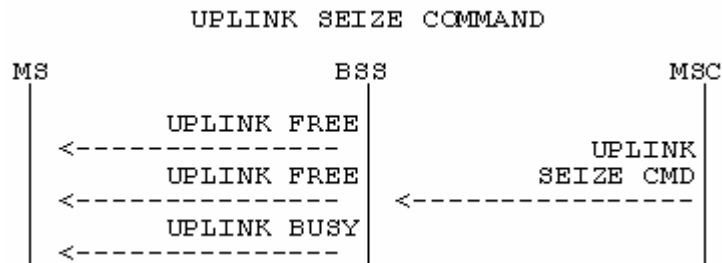 UPLINK SEIZE COMMAND
MS BSS MSC
UPLINK FREE
UPLINK
UPLINK FREE SEIZE CMD
UPLINK BUSY